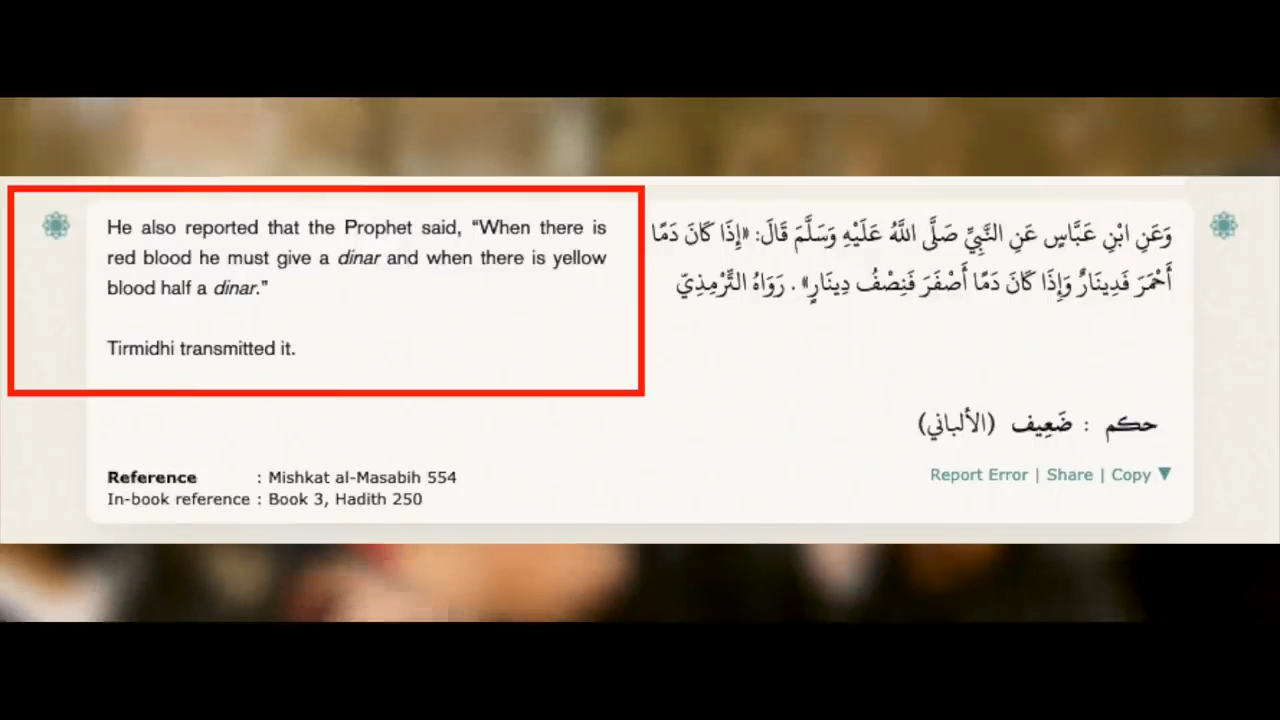 He also reported that the Prophet said, “When there is
red blood he must give a dinar and when there is yellow
blood half a dinar.”
Tirmidhi transmitted it.
وَعَنِ ابْنِ عَبَّاسٍ عَنِ النَّبِيِّ صَلَّى اللَّهُ عَلَيْهِ وَسَلَّمَ قَالَ: «إِذَا كَانَ دَمًا
أَحْمَرَ فَدِينَارٌ وَإِذَا كَانَ دَمًا أَصْفَرَ فَنِصْفُ دِينَارٍ» . رَوَاهُ التِّرْمِذِيّ
حكم : ضَعِيف (الألباني)
Reference : Mishkat al-Masabih 554
In-book reference : Book 3, Hadith 250
Report Error | Share | Copy ▼